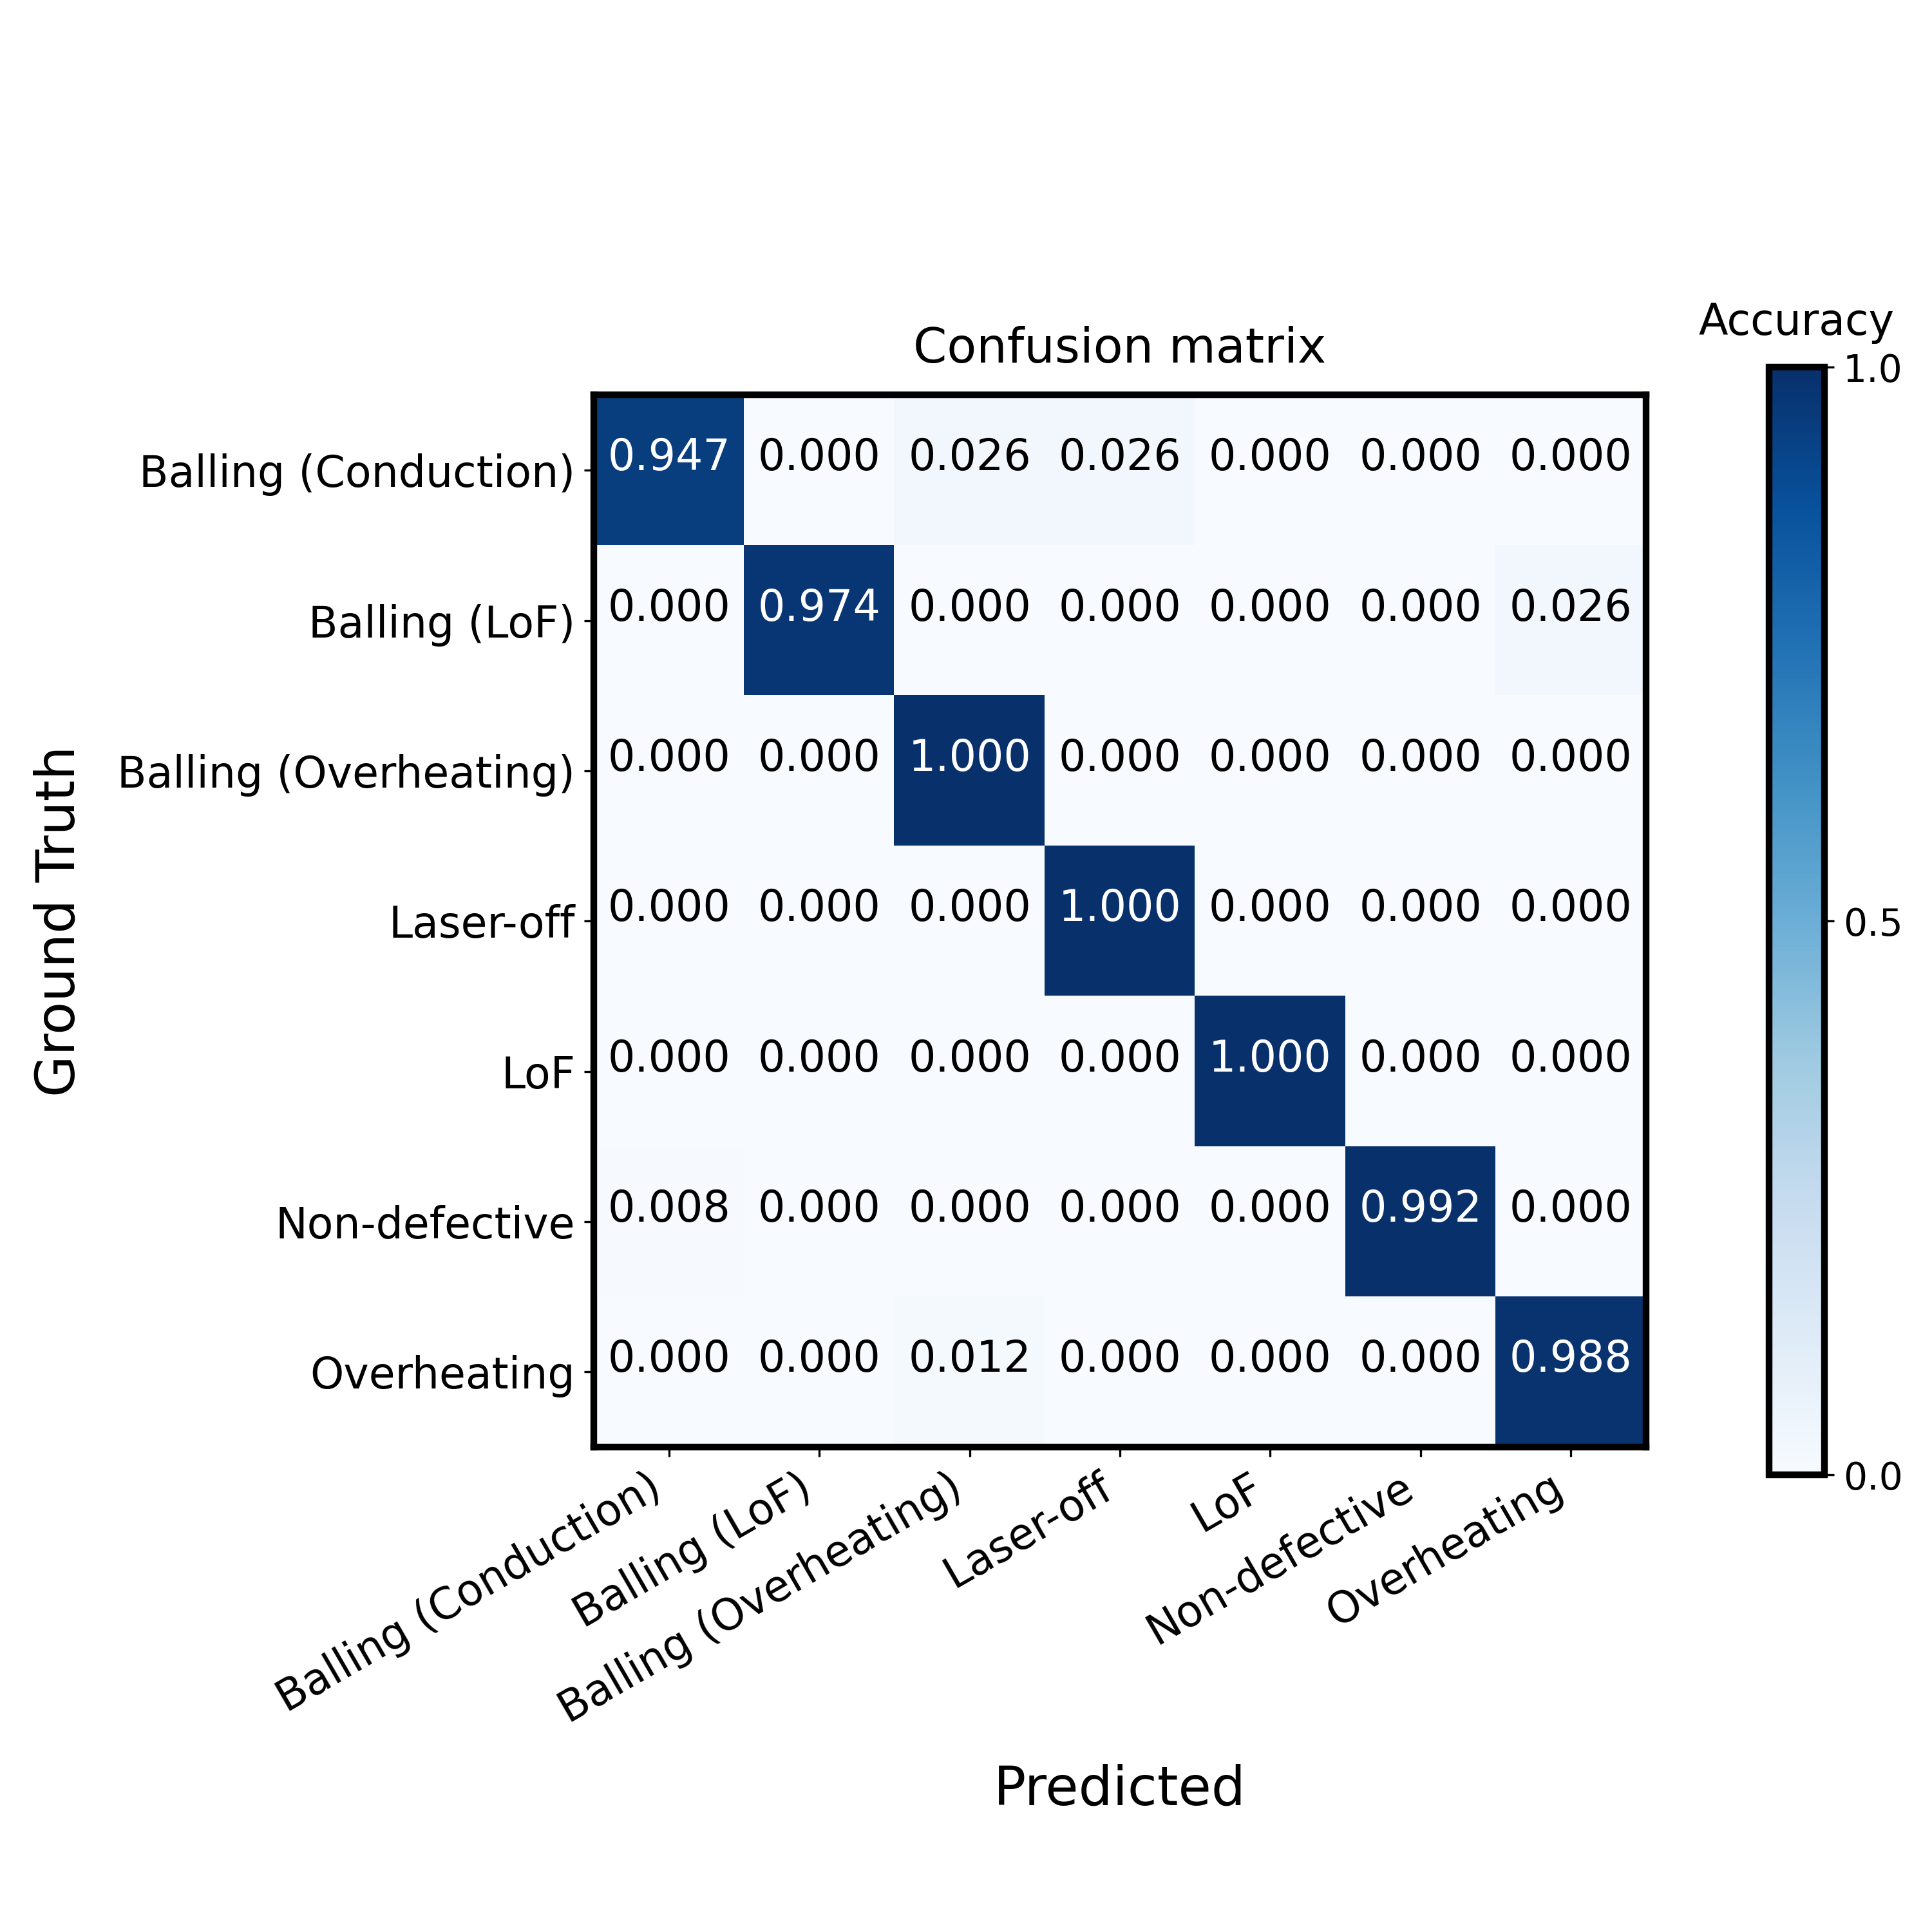 Accuracy
Confusion matrix
1.0
0.5
0.0
Ground Truth
Balling (Conduction) 0.947 0.000 0.026 0.026 0.000 0.000 0.000
Balling (LoF) 0.000 0.974 0.000 0.000 0.000 0.000 0.026
Balling (Overheating) 0.000 0.000 1.000 0.000 0.000 0.000 0.000
Laser-off 0.000 0.000 0.000 1.000 0.000 0.000 0.000
LoF 0.000 0.000 0.000 0.000 1.000 0.000 0.000
Non-defective 0.008 0.000 0.000 0.000 0.000 0.992 0.000
Overheating 0.000 0.000 0.012 0.000 0.000 0.000 0.988
Balling (Conduction)
Balling (LoF)
Balling (Overheating)
Laser-off
LoF
Non-defective
Overheating
Predicted